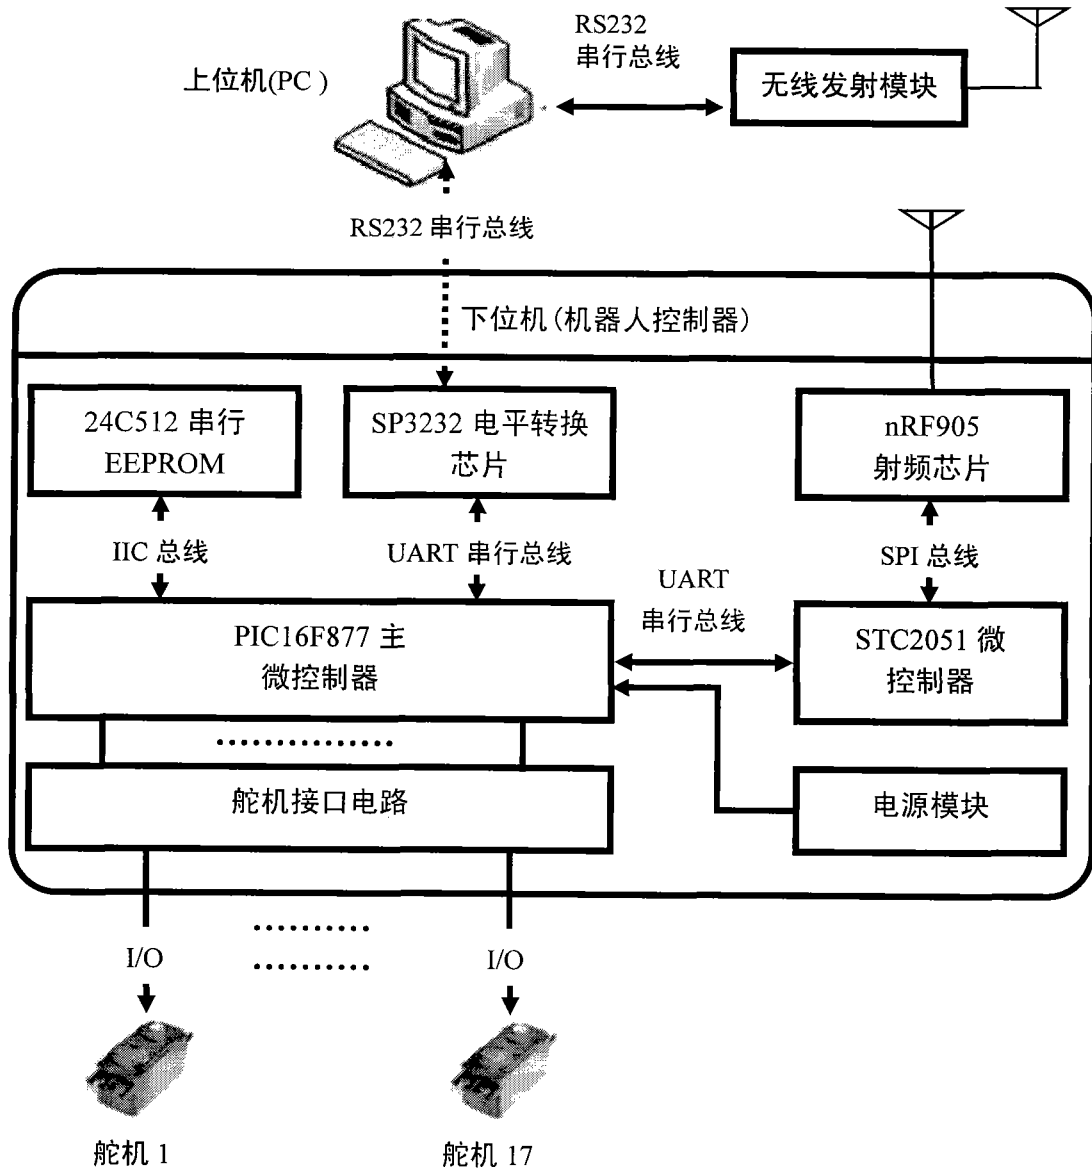 RS232
串行总线
上位机(PC )
无线发射模块
RS232 串行总线
下位机(机器人控制器)
24C512 串行
EEPROM
SP3232 电平转换
芯片
nRF905
射频芯片
IIC 总线
UART 串行总线
SPI 总线
UART
串行总线
PIC16F877 主
微控制器
STC2051 微
控制器
舵机接口电路
电源模块
I/O
I/O
舵机 1
舵机 17